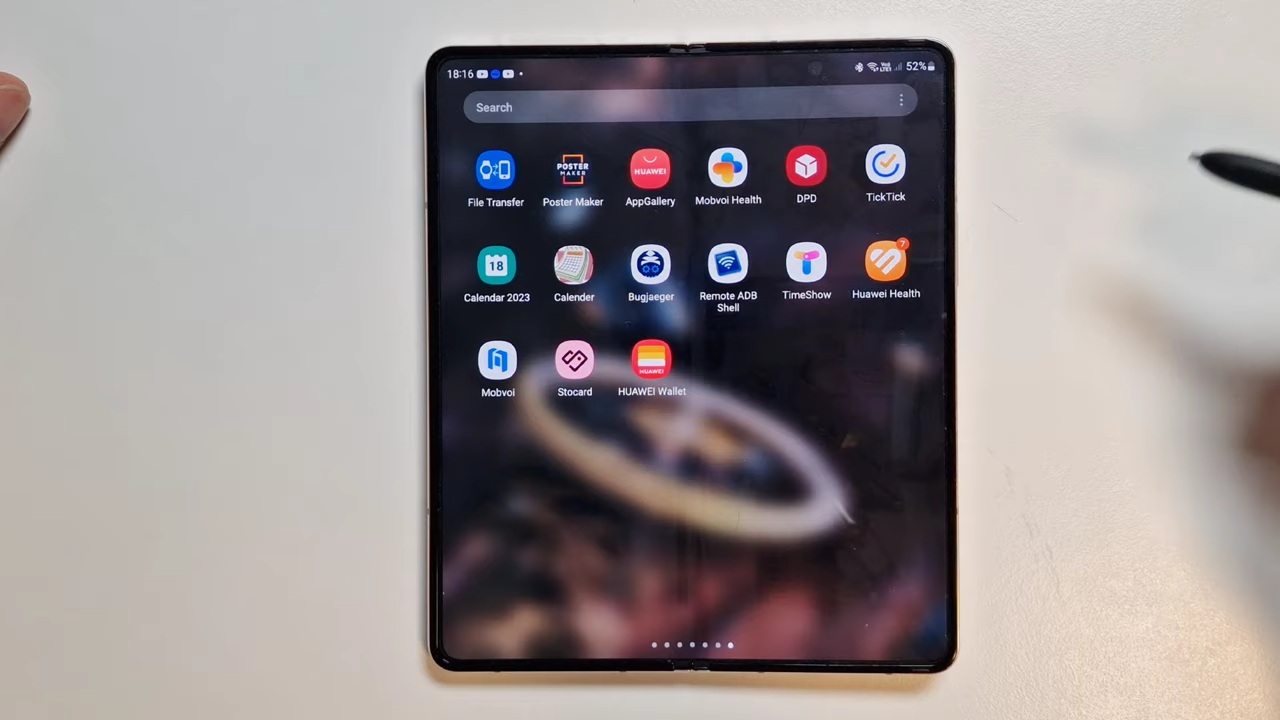 18:16 52%
Search
File Transfer
POSTER
MAKER
Poster Maker
HUAWEI
AppGallery
Mobvoi Health
DPD
TickTick
18
Calendar 2023
Calender
Bugjaeger
Remote ADB
Shell
TimeShow
7
Huawei Health
Mobvoi
Stocard
HUAWEI
HUAWEI Wallet